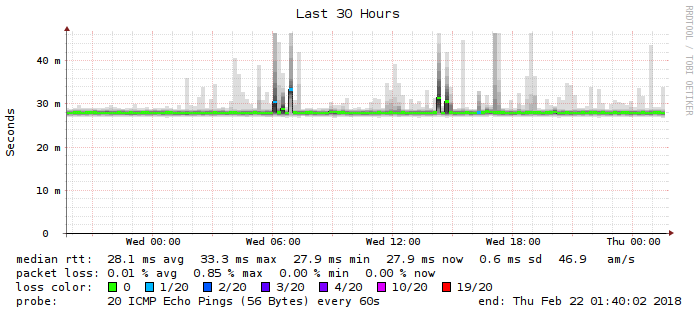 Last 30 Hours
RRDTOOL / TOBI OETIKER
Seconds
40 m
30 m
20 m
10 m
0
Wed 00:00 Wed 06:00 Wed 12:00 Wed 18:00 Thu 00:00
median rtt: 28.1 ms avg 33.3 ms max 27.9 ms min 27.9 ms now 0.6 ms sd 46.9 am/s
packet loss: 0.01 % avg 0.85 % max 0.00 % min 0.00 % now
loss color: 0 1/20 2/20 3/20 4/20 10/20 19/20
probe: 20 ICMP Echo Pings (56 Bytes) every 60s end: Thu Feb 22 01:40:02 2018